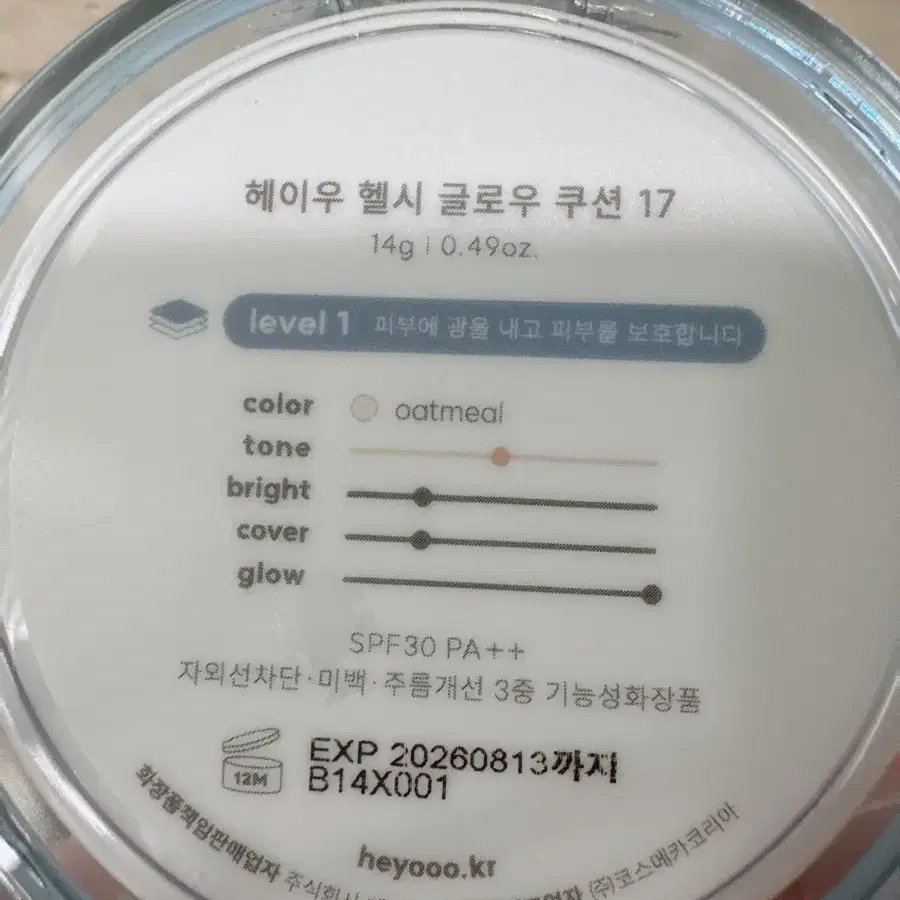 헤이우 헬시 글로우 쿠션 17
14g | 0.49oz.
level 1 피부에 광을 내고 피부를 보호합니다
color oatmeal
tone
bright
cover
glow
SPF30 PA++
자외선차단·미백·주름개선 3중 기능성화장품
12M
EXP 20260813까지
B14X001
heyooo.kr
화장품책임판매업자 주식회사
(주)코스메카코리아